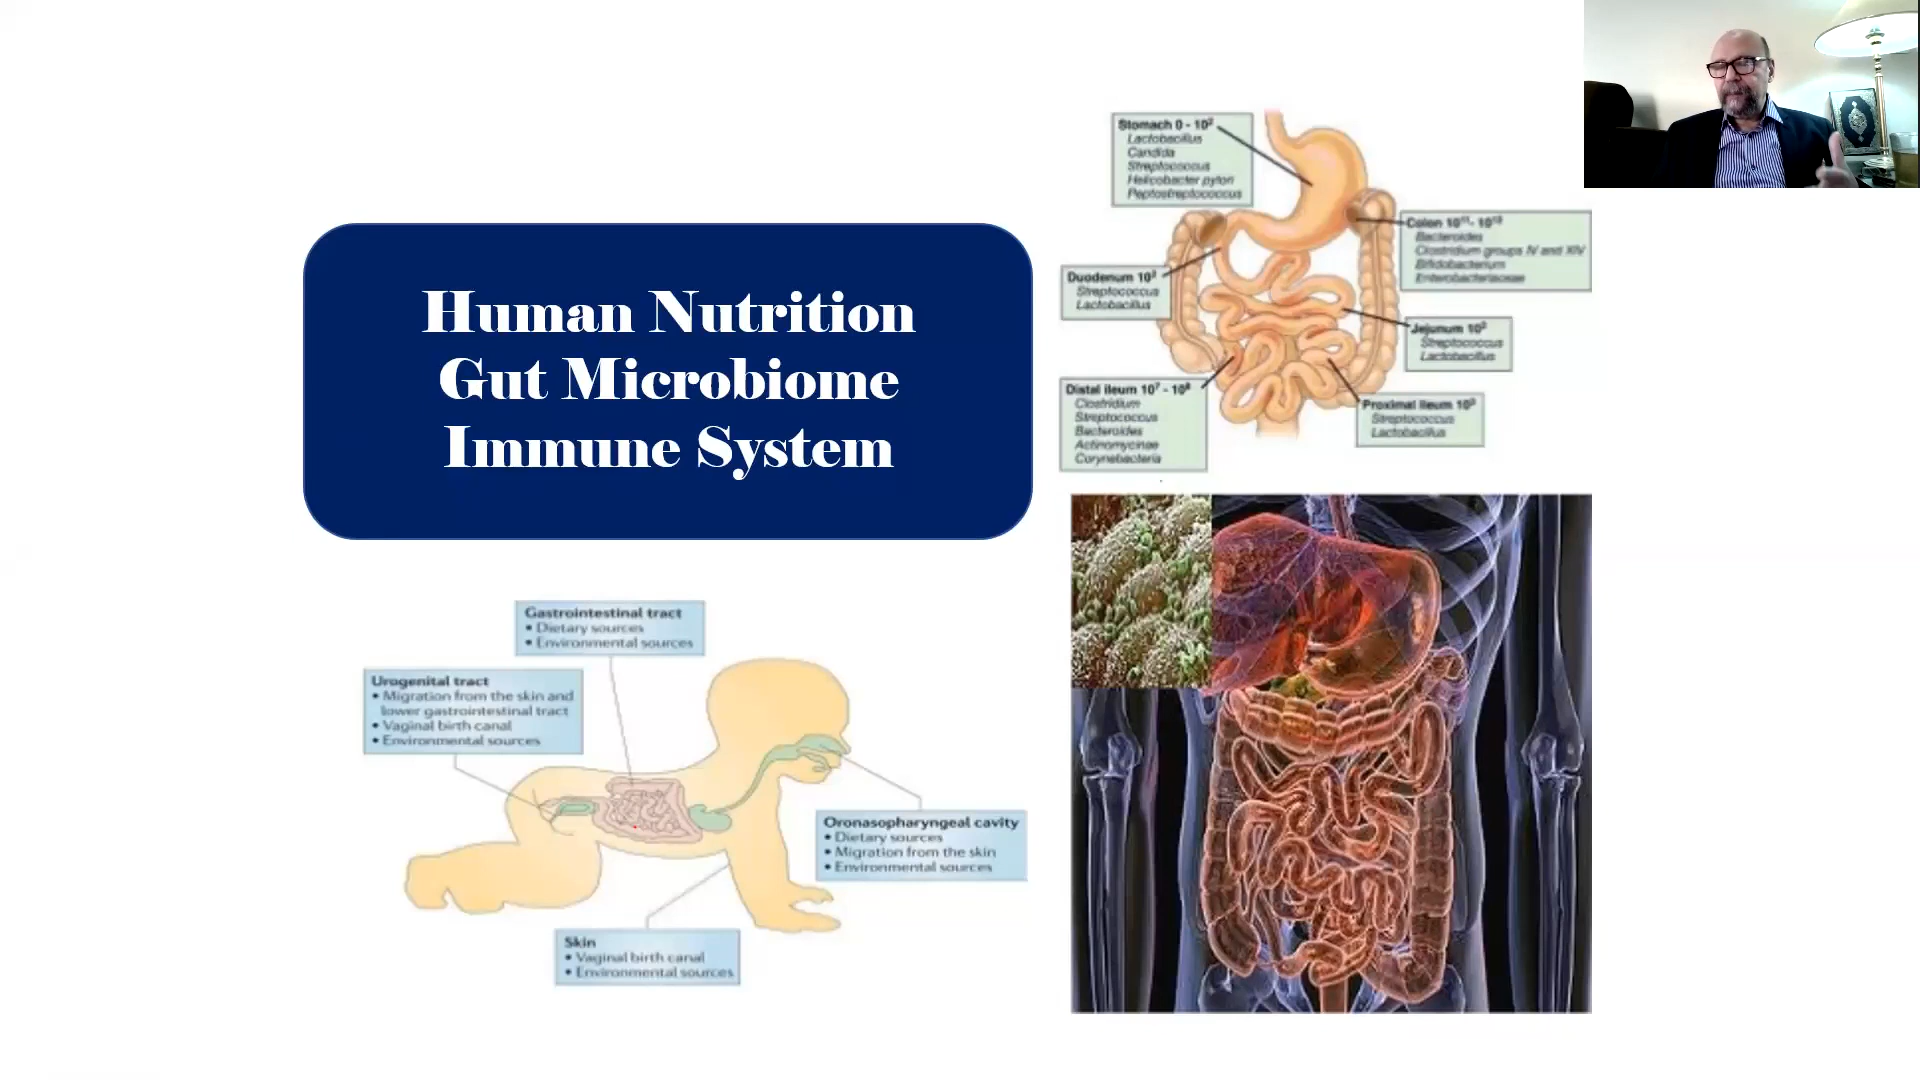 Human Nutrition
Gut Microbiome
Immune System
Stomach 0 - 10²
Lactobacillus
Candida
Streptococcus
Helicobacter pylori
Peptostreptococcus
Colon 10¹¹- 10¹²
Bacteroides
Clostridium groups IV and XIV
Bifidobacterium
Enterobacteriaceae
Duodenum 10²
Streptococcus
Lactobacillus
Jejunum 10²
Streptococcus
Lactobacillus
Distal ileum 10⁷ - 10⁸
Clostridium
Streptococcus
Bacteroides
Actinomycinae
Corynebacteria
Proximal ileum 10³
Streptococcus
Lactobacillus
Gastrointestinal tract
• Dietary sources
• Environmental sources
Urogenital tract
• Migration from the skin and
lower gastrointestinal tract
• Vaginal birth canal
• Environmental sources
Oronasopharyngeal cavity
• Dietary sources
• Migration from the skin
• Environmental sources
Skin
• Vaginal birth canal
• Environmental sources